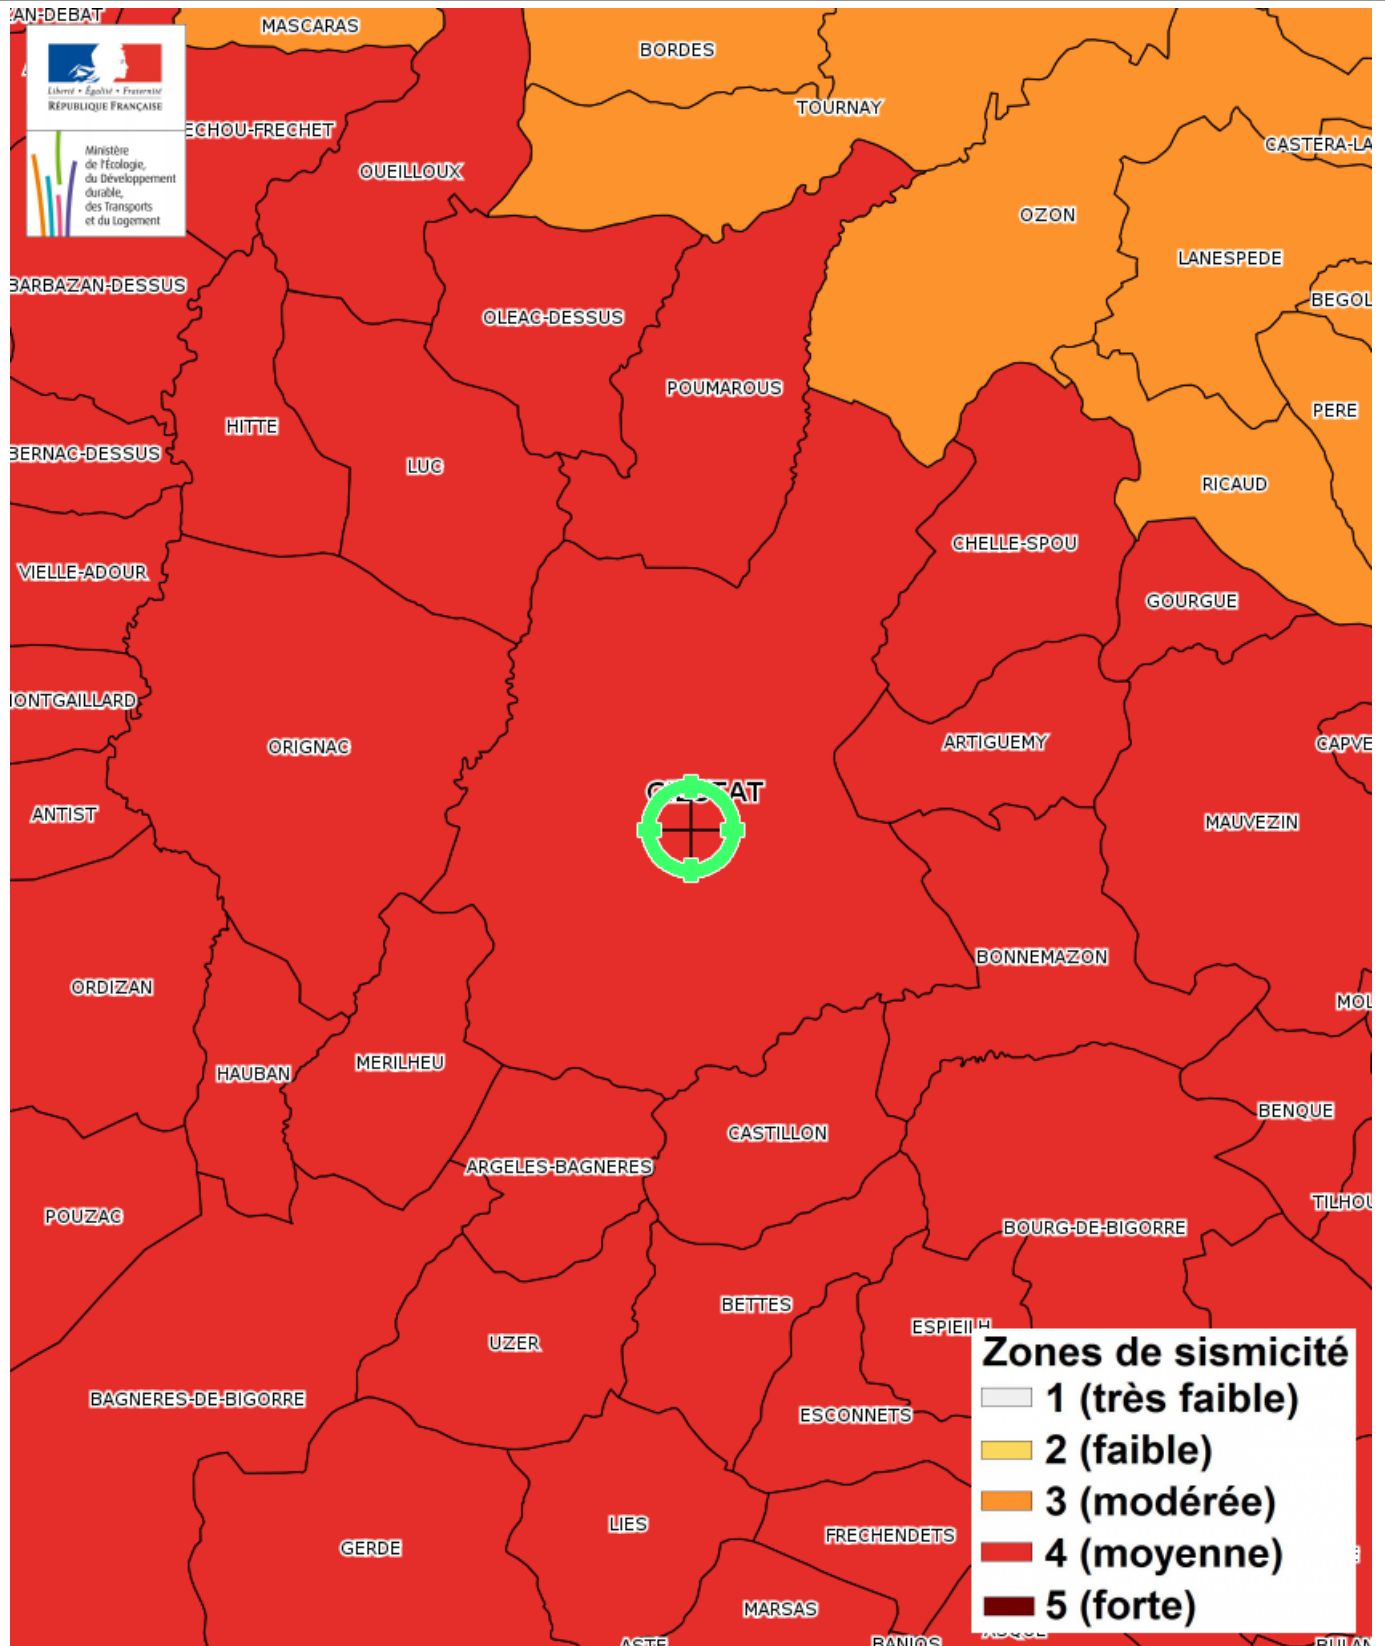 MASCARAS
BORDES
Liberté • Égalité • Fraternité
RÉPUBLIQUE FRANÇAISE
TOURNAY
ECHOU-FRECHET
CASTERA-LA
Ministère
de l'Écologie,
du Développement
durable,
des Transports
et du Logement
OUEILLOUX
OZON
LANESPEDE
BARBAZAN-DESSUS
BEGOL
OLEAC-DESSUS
POUMAROUS
PERE
HITTE
BERNAC-DESSUS
LUC
RICAUD
CHELLE-SPOU
VIELLE-ADOUR
GOURGUE
ONTGAILLARD
ORIGNAC
ARTIGUEMY
CAPVE
ANTIST
MAUVEZIN
BONNEMAZON
ORDIZAN
MOL
MERILHEU
HAUBAN
BENQUE
CASTILLON
ARGELES-BAGNERES
TILHOU
POUZAC
BOURG-DE-BIGORRE
BETTES
ESPIEILH
UZER
Zones de sismicité
1 (très faible)
2 (faible)
3 (modérée)
4 (moyenne)
5 (forte)
BAGNERES-DE-BIGORRE
ESCONNETS
LIES
FRECHENDETS
GERDE
MARSAS
ASTE
BANIOS